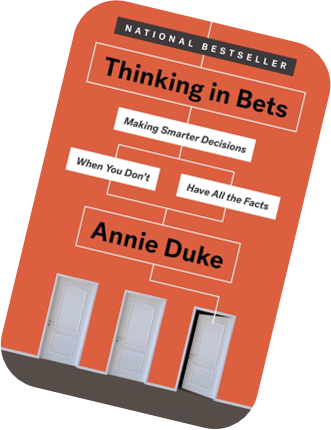 NATIONAL BESTSELLER
Thinking in Bets
Making Smarter Decisions
When You Don't
Have All the Facts
Annie Duke